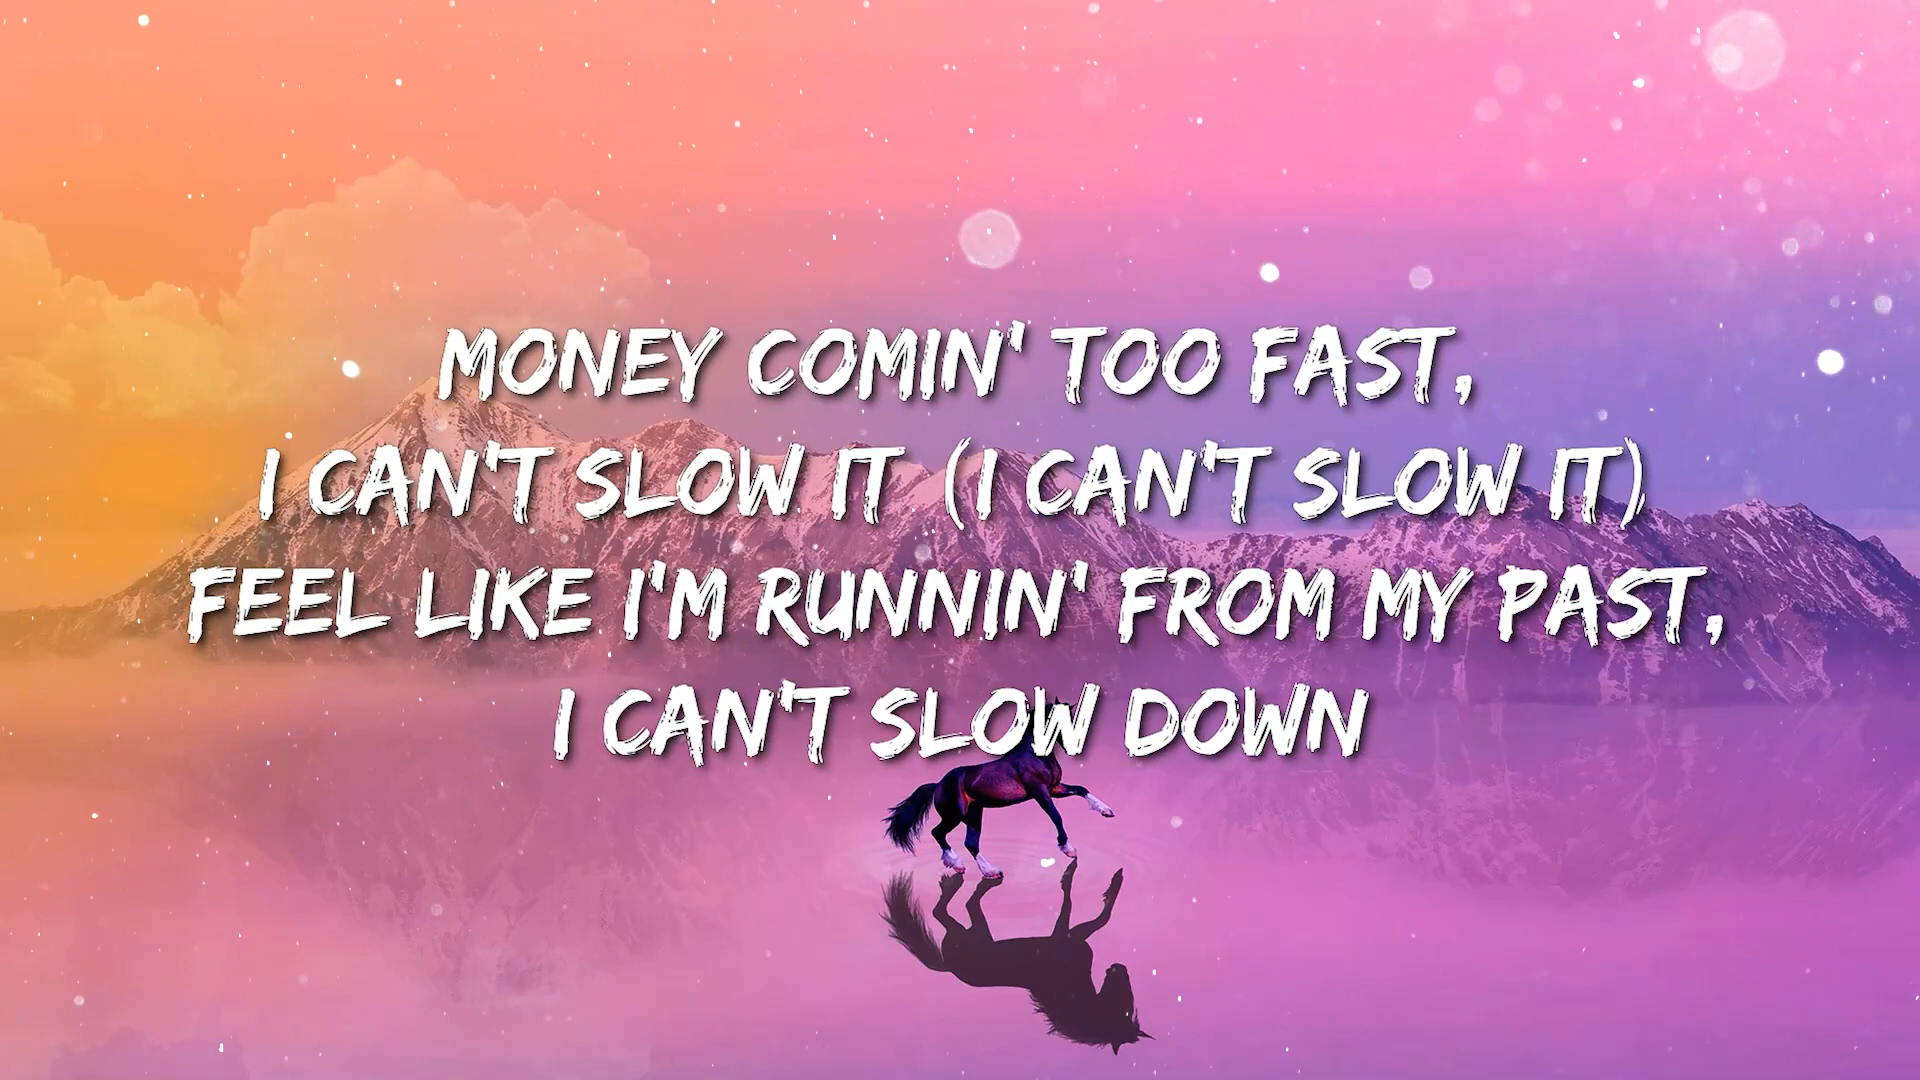 MONEY COMIN' TOO FAST,
I CAN'T SLOW IT (I CAN'T SLOW IT)
FEEL LIKE I'M RUNNIN' FROM MY PAST,
I CAN'T SLOW DOWN